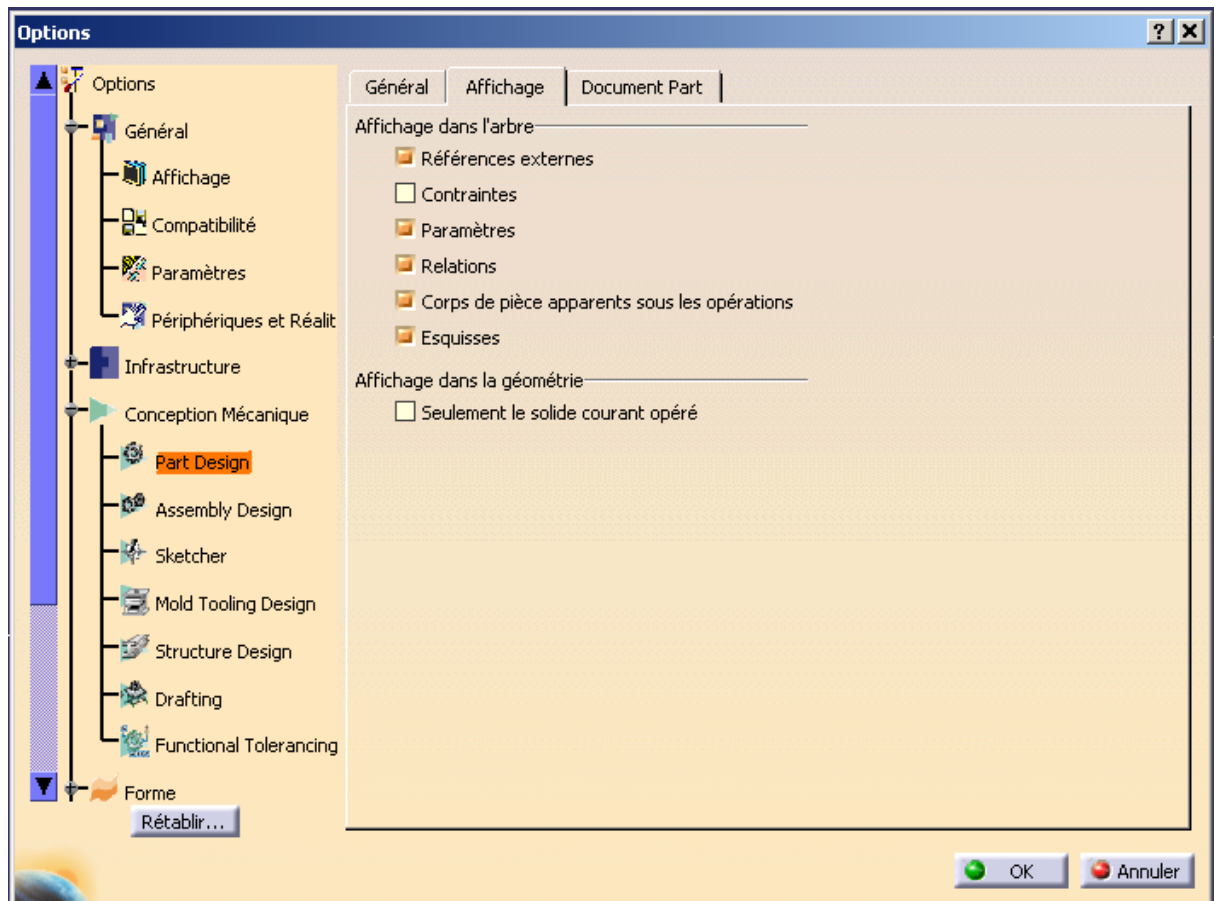 Options
Options
Général
Affichage
Compatibilité
Paramètres
Périphériques et Réalit
Infrastructure
Conception Mécanique
Part Design
Assembly Design
Sketcher
Mold Tooling Design
Structure Design
Drafting
Functional Tolerancing
Forme
Rétablir...
Général Affichage Document Part
Affichage dans l'arbre
Références externes
Contraintes
Paramètres
Relations
Corps de pièce apparents sous les opérations
Esquisses
Affichage dans la géométrie
Seulement le solide courant opéré
OK Annuler